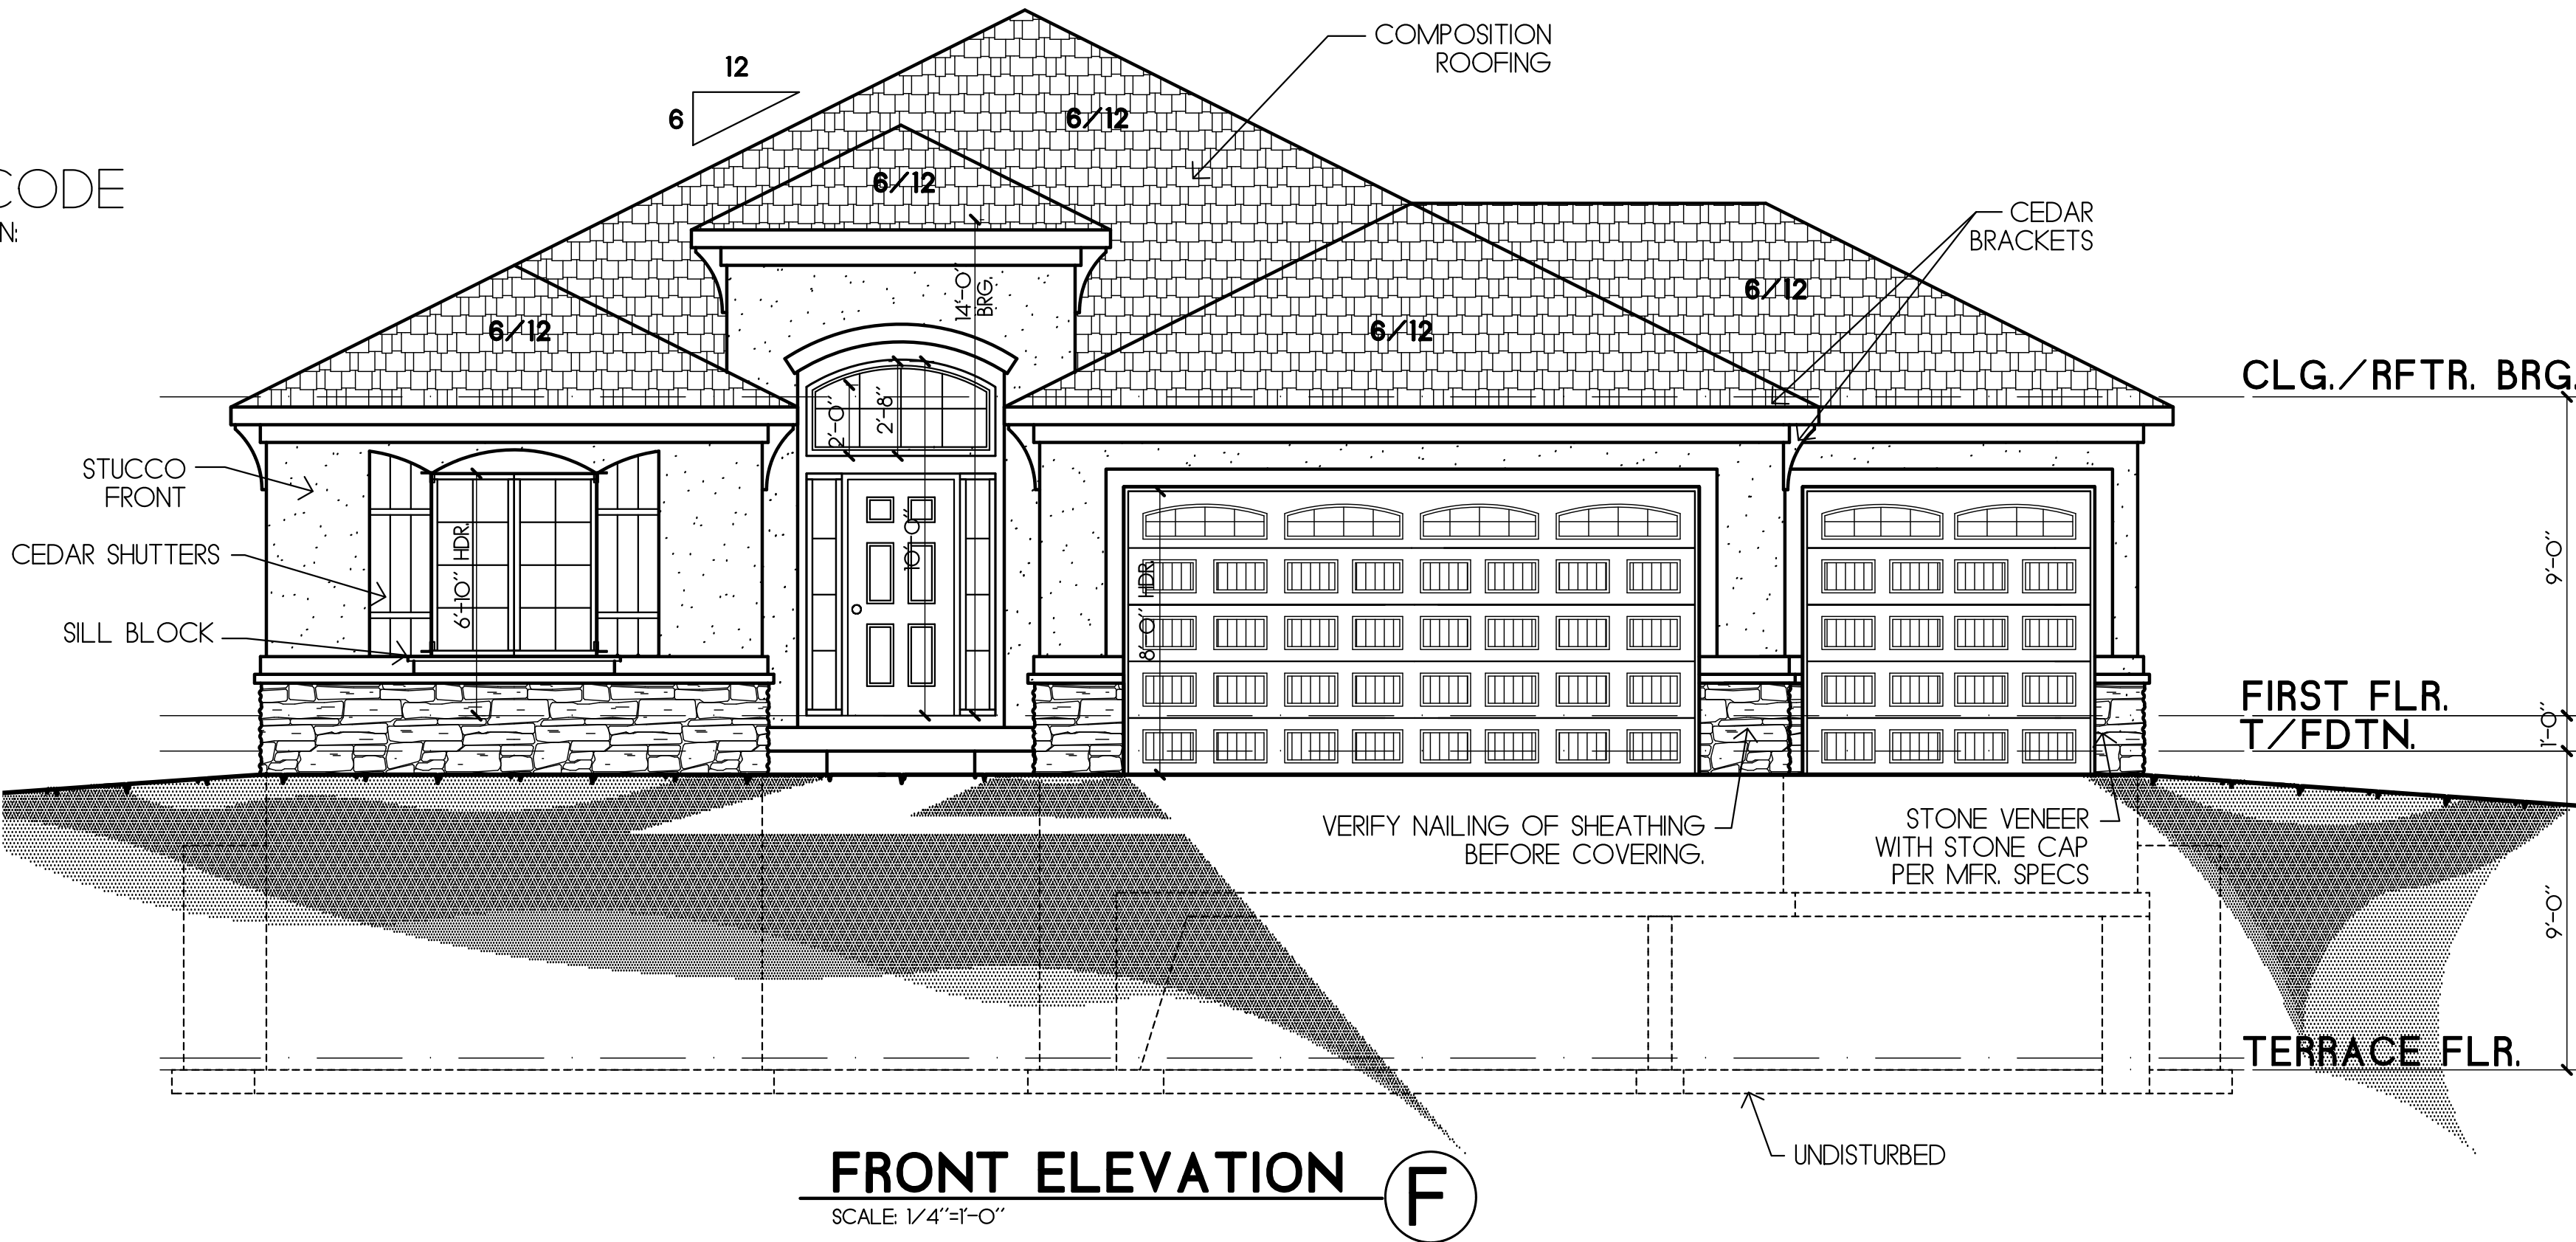 CODE
N:
12
6
6/12
6/12
6/12
6/12
6/12
COMPOSITION
ROOFING
CEDAR
BRACKETS
14'-0"
BRG.
2'-0"
2'-8"
10'-0"
6'-10" HDR.
8'-0" HDR.
STUCCO
FRONT
CEDAR SHUTTERS
SILL BLOCK
CLG./RFTR. BRG.
9'-0"
FIRST FLR.
1'-0"
T/FDTN.
9'-0"
TERRACE FLR.
VERIFY NAILING OF SHEATHING
BEFORE COVERING.
STONE VENEER
WITH STONE CAP
PER MFR. SPECS
UNDISTURBED
FRONT ELEVATION
F
SCALE: 1/4"=1'-0"